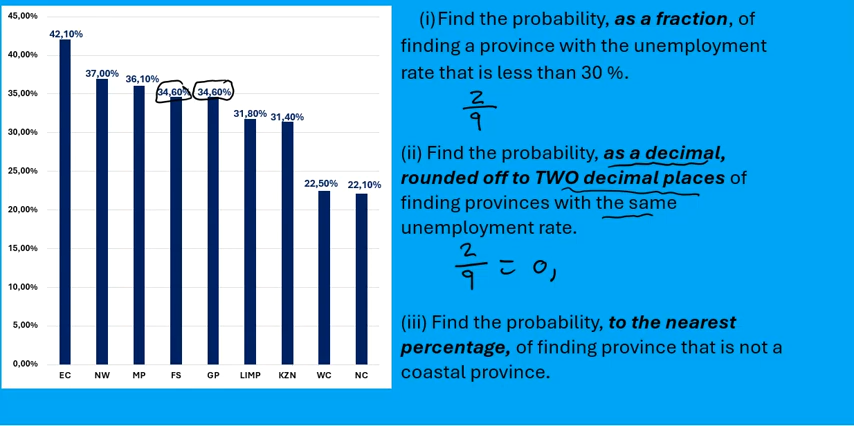 45,00%
40,00%
35,00%
30,00%
25,00%
20,00%
15,00%
10,00%
5,00%
0,00%
42,10%
37,00%
36,10%
34,60%
34,60%
31,80%
31,40%
22,50%
22,10%
EC NW MP FS GP LIMP KZN WC NC
(i) Find the probability, as a fraction, of
finding a province with the unemployment
rate that is less than 30 %.
2/9
(ii) Find the probability, as a decimal,
rounded off to TWO decimal places of
finding provinces with the same
unemployment rate.
2/9 = 0,
(iii) Find the probability, to the nearest
percentage, of finding province that is not a
coastal province.